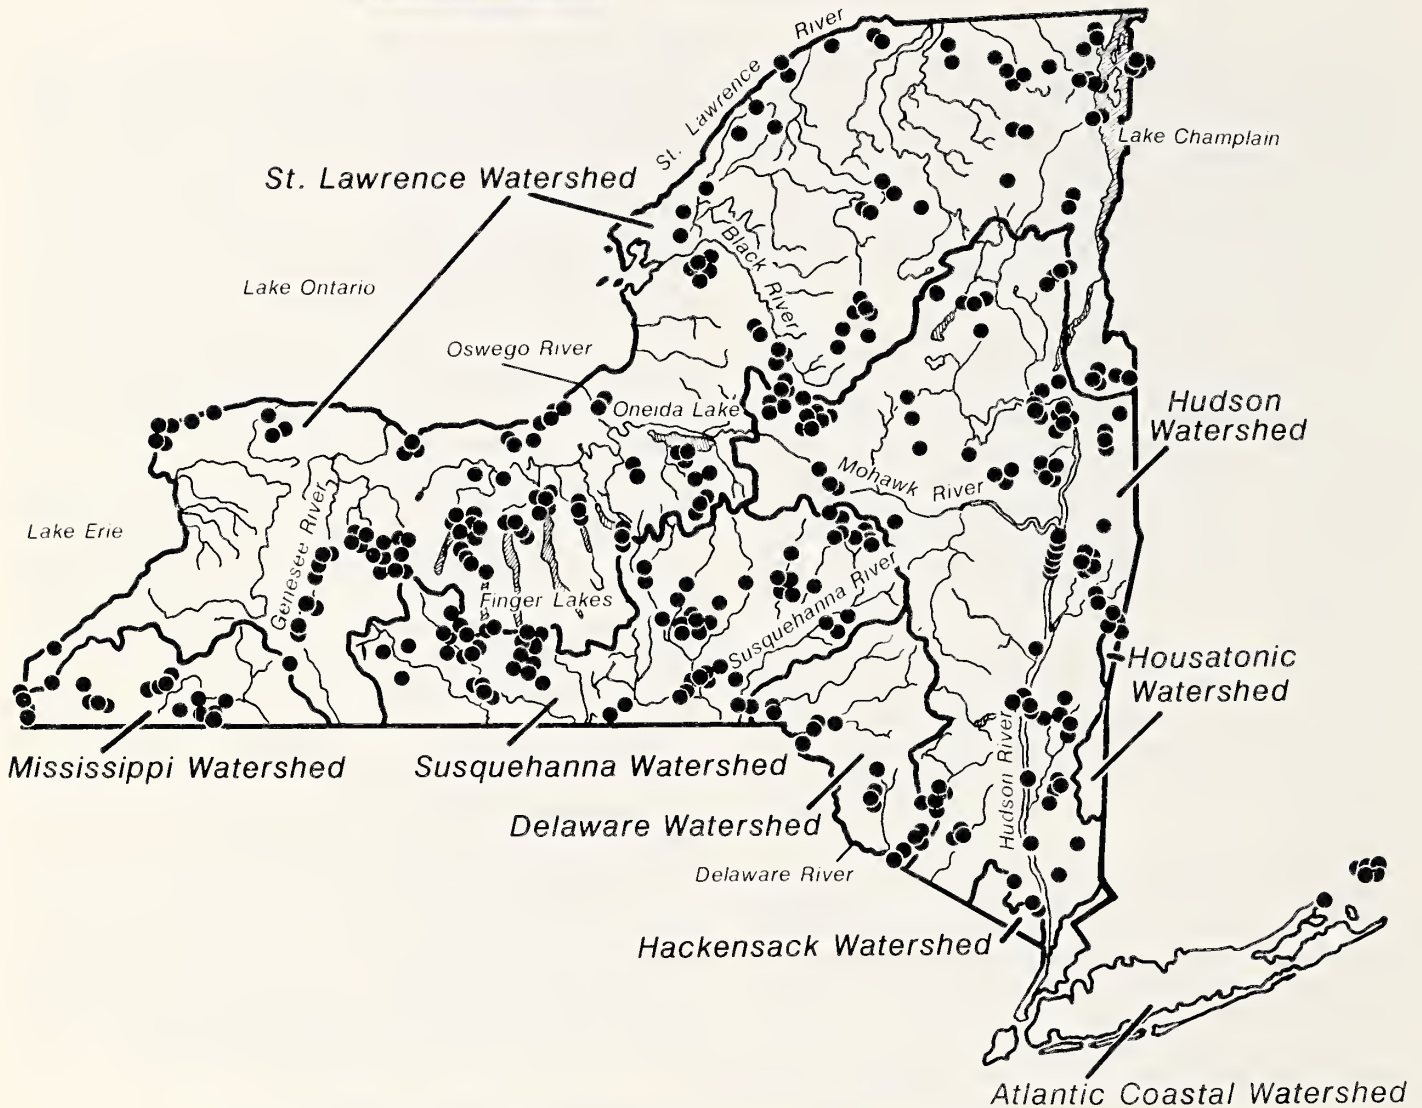 St. Lawrence River
Lake Champlain
St. Lawrence Watershed
Black River
Lake Ontario
Oswego River
Oneida Lake
Hudson
Watershed
Mohawk River
Lake Erie
Genesee River
Finger Lakes
Susquehanna River
Housatonic
Watershed
Mississippi Watershed
Susquehanna Watershed
Hudson River
Delaware Watershed
Delaware River
Hackensack Watershed
Atlantic Coastal Watershed